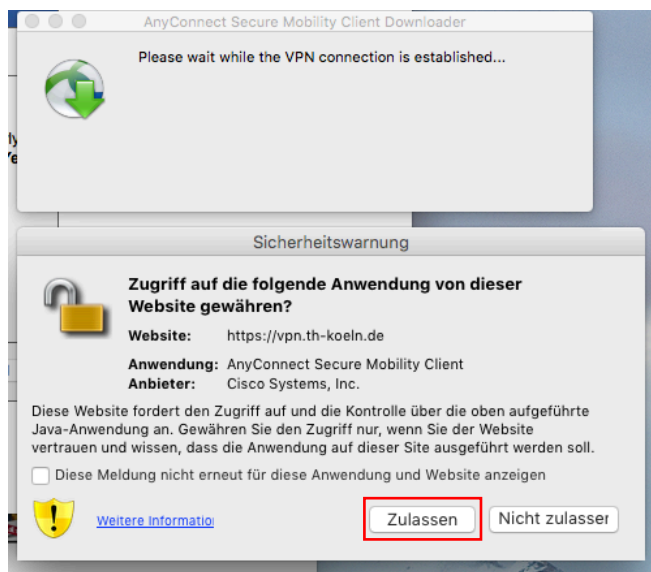 AnyConnect Secure Mobility Client Downloader
Please wait while the VPN connection is established...
Sicherheitswarnung
Zugriff auf die folgende Anwendung von dieser
Website gewähren?
Website: https://vpn.th-koeln.de
Anwendung: AnyConnect Secure Mobility Client
Anbieter: Cisco Systems, Inc.
Diese Website fordert den Zugriff auf und die Kontrolle über die oben aufgeführte
Java-Anwendung an. Gewähren Sie den Zugriff nur, wenn Sie der Website
vertrauen und wissen, dass die Anwendung auf dieser Site ausgeführt werden soll.
Diese Meldung nicht erneut für diese Anwendung und Website anzeigen
Weitere Informatio
Zulassen
Nicht zulasser